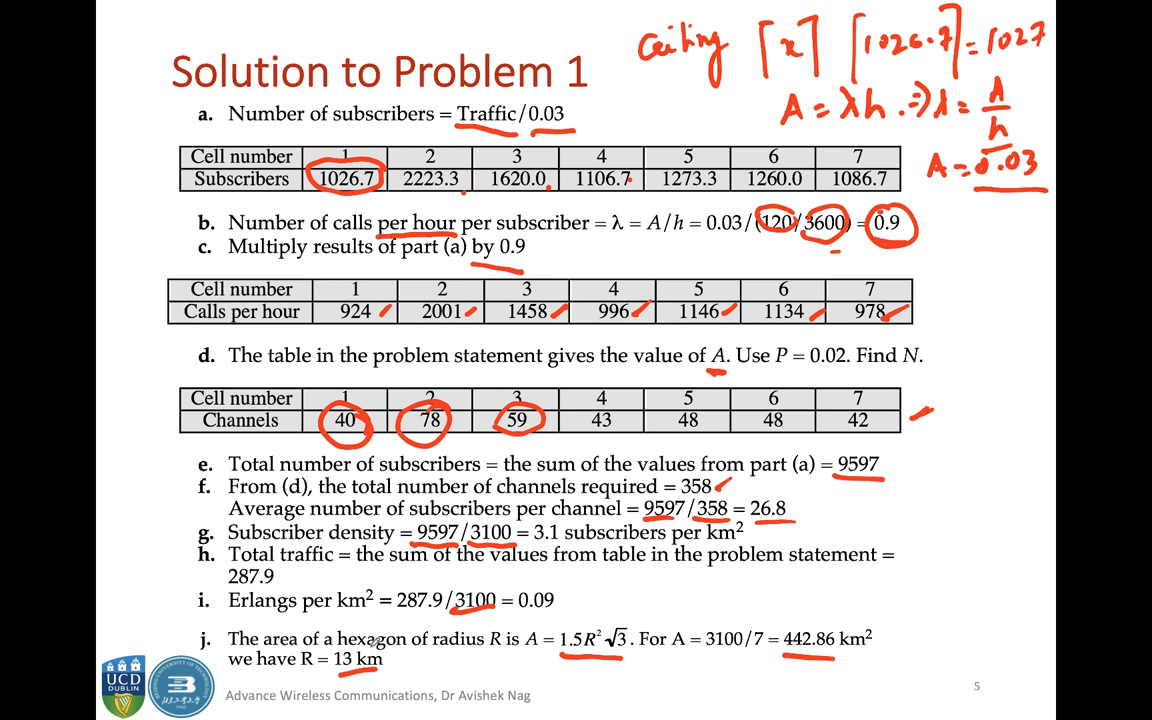 Ceiling ⌈x⌉ ⌈1026.7⌉ = 1027
Solution to Problem 1
A = λh ⇒ λ = A/h
a. Number of subscribers = Traffic/0.03
A = 0.03
Cell number 1 2 3 4 5 6 7
Subscribers 1026.7 2223.3 1620.0 1106.7 1273.3 1260.0 1086.7
b. Number of calls per hour per subscriber = λ = A/h = 0.03/(120/3600) = 0.9
c. Multiply results of part (a) by 0.9
Cell number 1 2 3 4 5 6 7
Calls per hour 924 2001 1458 996 1146 1134 978
d. The table in the problem statement gives the value of A. Use P = 0.02. Find N.
Cell number 1 2 3 4 5 6 7
Channels 40 78 59 43 48 48 42
e. Total number of subscribers = the sum of the values from part (a) = 9597
f. From (d), the total number of channels required = 358
Average number of subscribers per channel = 9597/358 = 26.8
g. Subscriber density = 9597/3100 = 3.1 subscribers per km²
h. Total traffic = the sum of the values from table in the problem statement =
287.9
i. Erlangs per km² = 287.9/3100 = 0.09
j. The area of a hexagon of radius R is A = 1.5R²√3. For A = 3100/7 = 442.86 km²
we have R = 13 km
UCD
DUBLIN
Advance Wireless Communications, Dr Avishek Nag
5